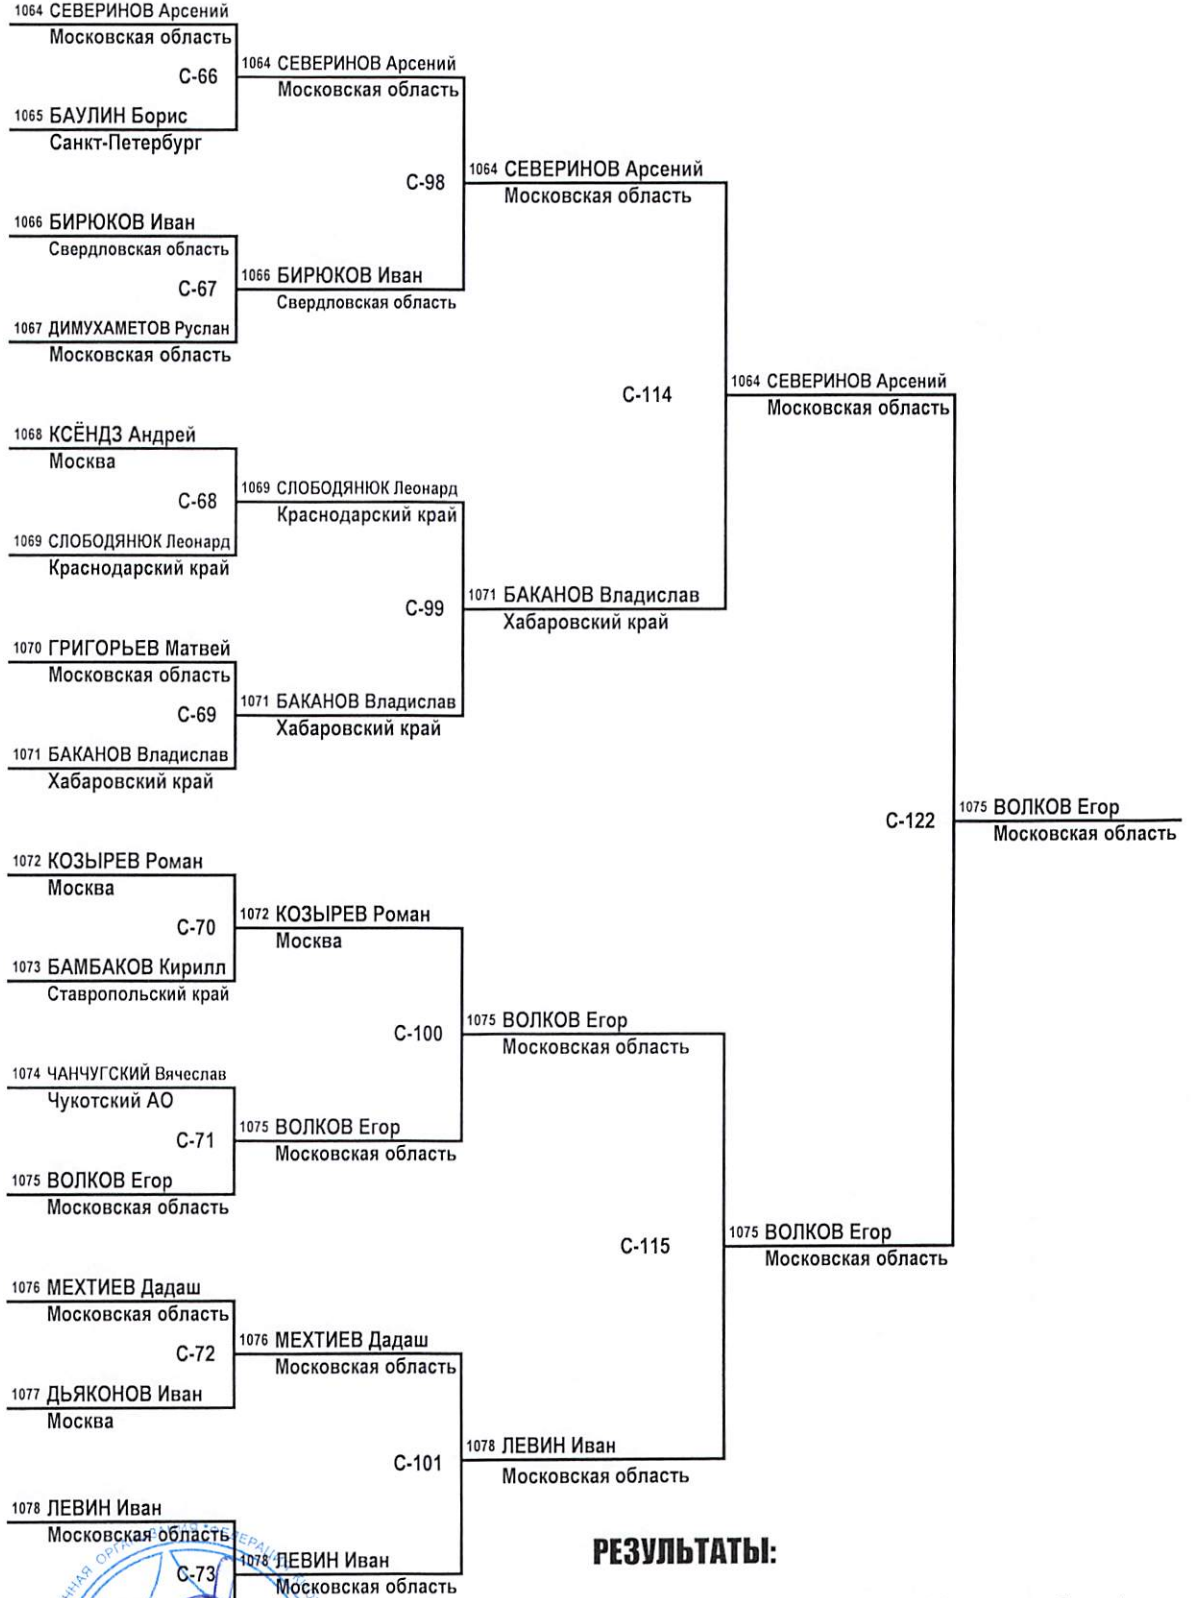 1064 СЕВЕРИНОВ Арсений
Московская область
С-66
1065 БАУЛИН Борис
Санкт-Петербург
1064 СЕВЕРИНОВ Арсений
Московская область
С-98
1066 БИРЮКОВ Иван
Свердловская область
С-67
1067 ДИМУХАМЕТОВ Руслан
Московская область
1066 БИРЮКОВ Иван
Свердловская область
1064 СЕВЕРИНОВ Арсений
Московская область
С-114
1068 КСЁНДЗ Андрей
Москва
С-68
1069 СЛОБОДЯНЮК Леонард
Краснодарский край
1069 СЛОБОДЯНЮК Леонард
Краснодарский край
С-99
1070 ГРИГОРЬЕВ Матвей
Московская область
С-69
1071 БАКАНОВ Владислав
Хабаровский край
1071 БАКАНОВ Владислав
Хабаровский край
1071 БАКАНОВ Владислав
Хабаровский край
1064 СЕВЕРИНОВ Арсений
Московская область
С-122
1075 ВОЛКОВ Егор
Московская область
1072 КОЗЫРЕВ Роман
Москва
С-70
1073 БАМБАКОВ Кирилл
Ставропольский край
1072 КОЗЫРЕВ Роман
Москва
С-100
1074 ЧАНЧУГСКИЙ Вячеслав
Чукотский АО
С-71
1075 ВОЛКОВ Егор
Московская область
1075 ВОЛКОВ Егор
Московская область
1075 ВОЛКОВ Егор
Московская область
С-115
1075 ВОЛКОВ Егор
Московская область
1076 МЕХТИЕВ Дадаш
Московская область
С-72
1077 ДЬЯКОНОВ Иван
Москва
1076 МЕХТИЕВ Дадаш
Московская область
С-101
1078 ЛЕВИН Иван
Московская область
1078 ЛЕВИН Иван
Московская область
С-73
1078 ЛЕВИН Иван
Московская область
РЕЗУЛЬТАТЫ: